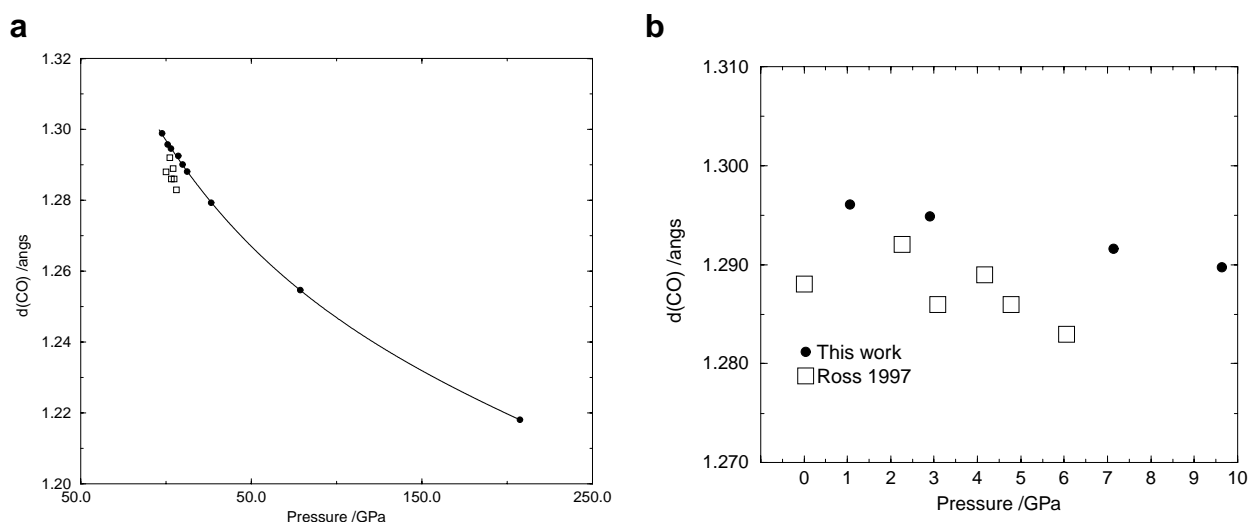 a
1.32
1.30
1.28
1.26
1.24
1.22
1.20
d(CO) /angs
50.0 50.0 150.0 250.0
Pressure /GPa
b
1.310
1.300
1.290
1.280
1.270
d(CO) /angs
This work
Ross 1997
0 1 2 3 4 5 6 7 8 9 10
Pressure /GPa